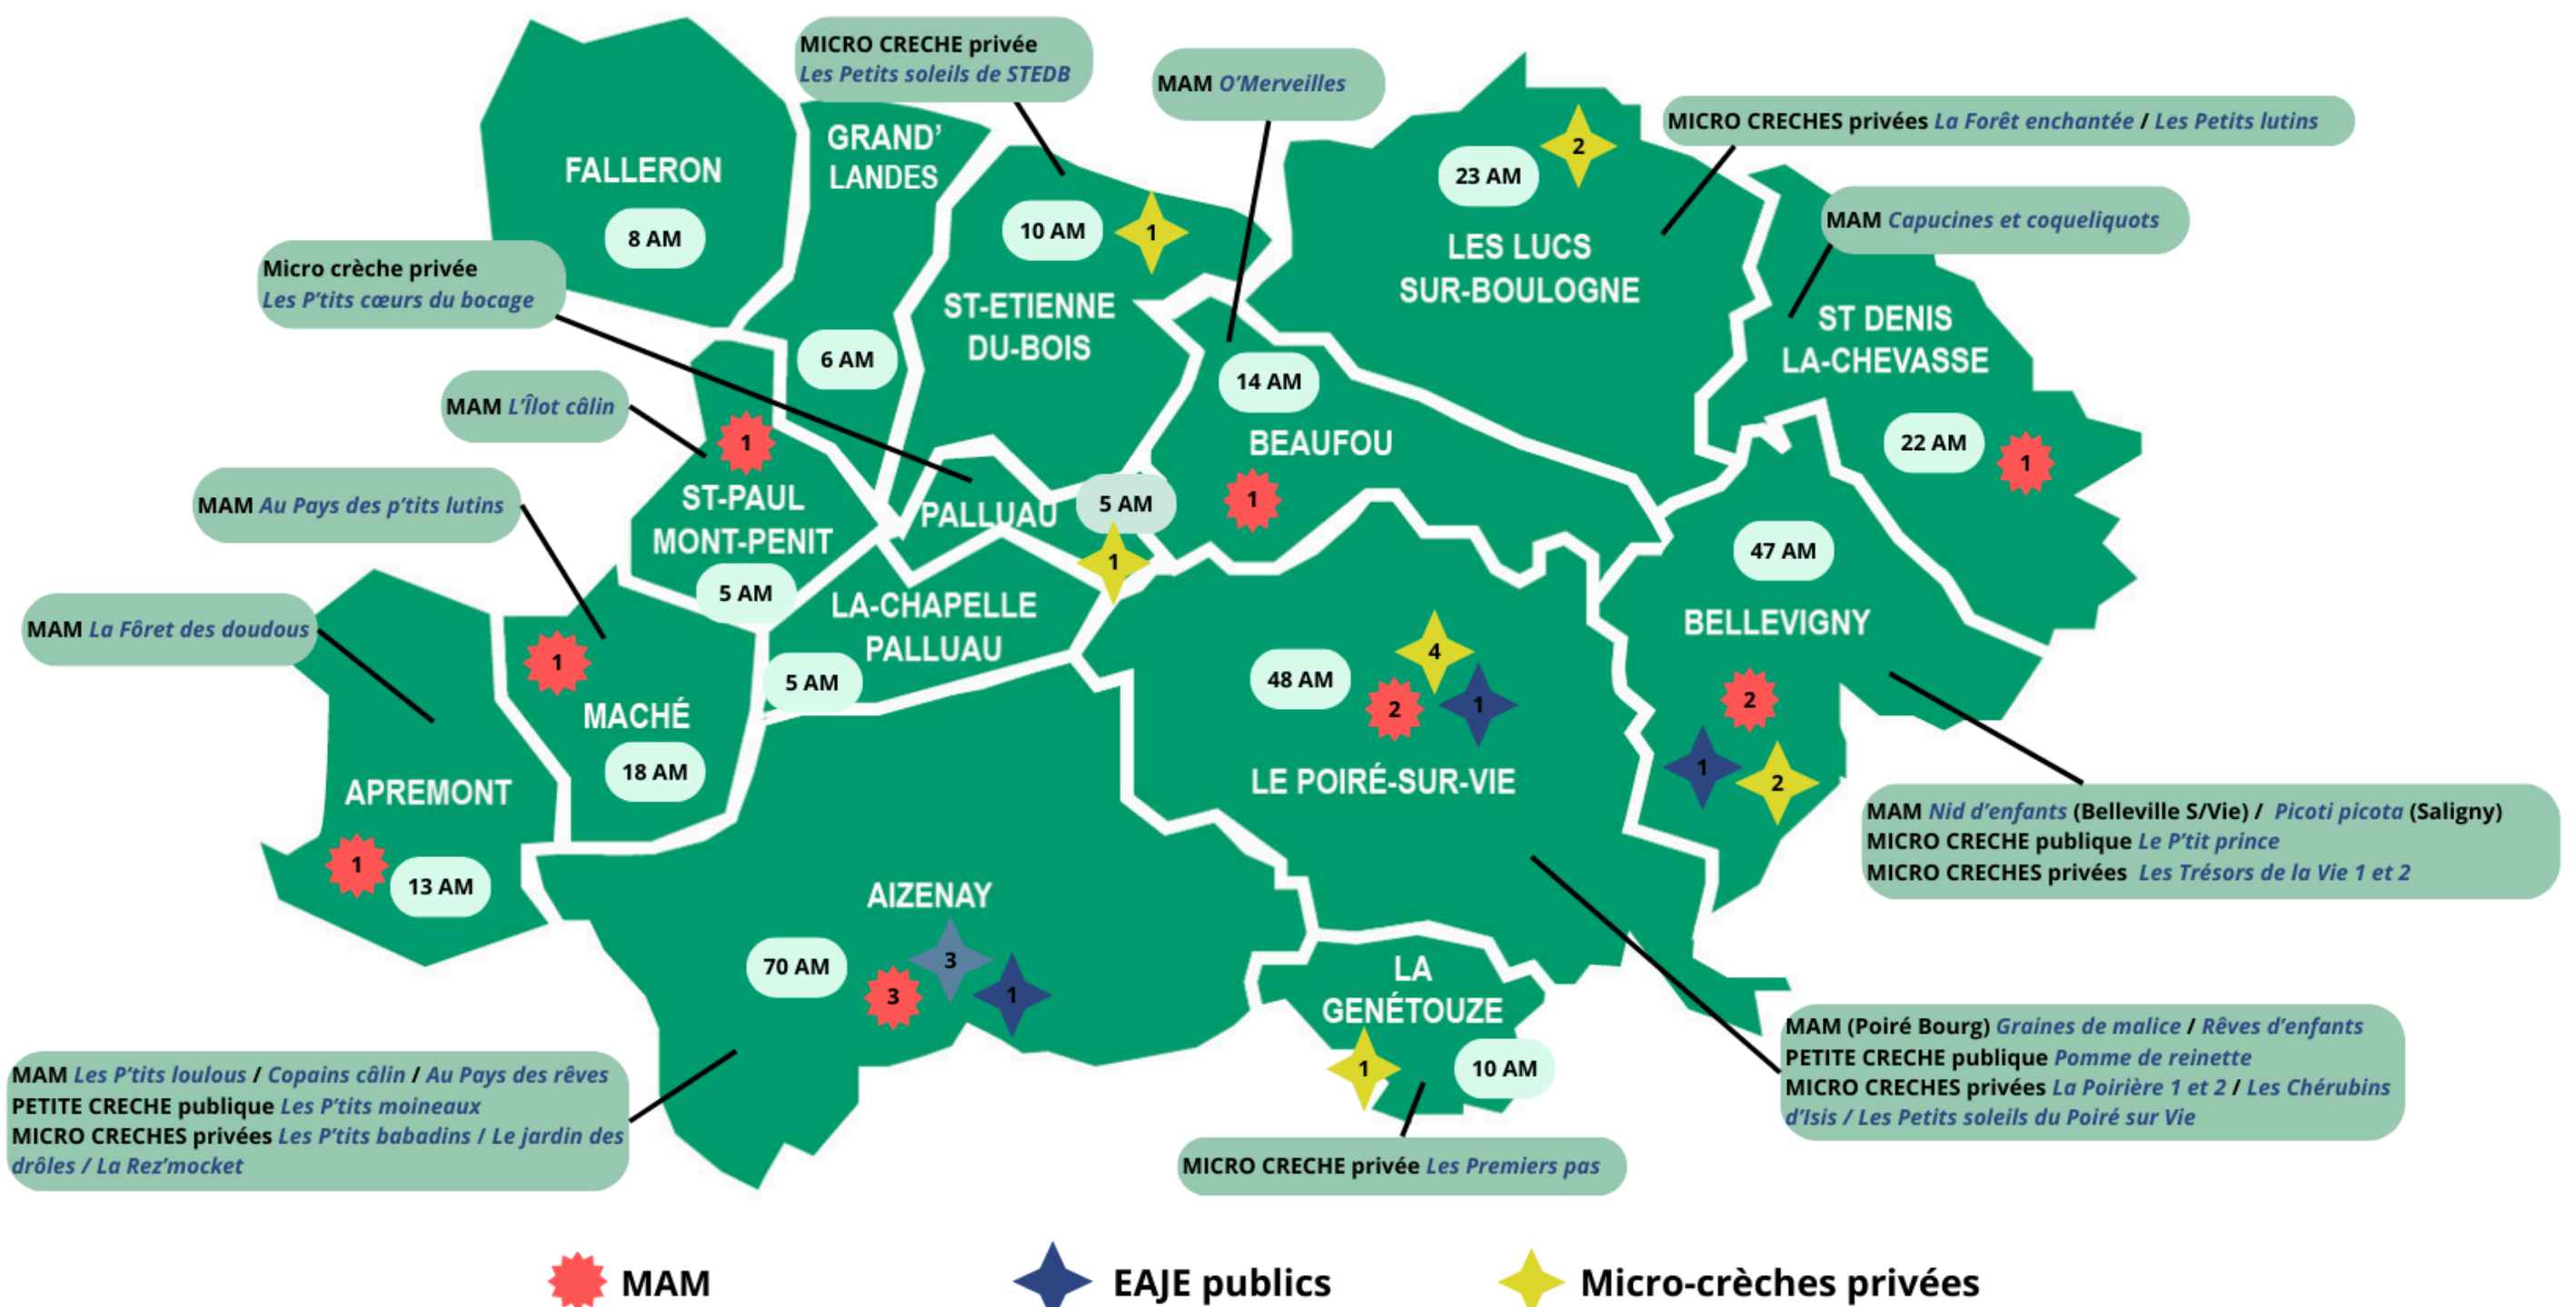 MICRO CRECHE privée
Les Petits soleils de STEDB
MAM O’Merveilles
MICRO CRECHES privées La Forêt enchantée / Les Petits lutins
MAM Capucines et coqueliquots
Micro crèche privée
Les P’tits cœurs du bocage
MAM L’Îlot câlin
MAM Au Pays des p’tits lutins
MAM La Fôret des doudous
FALLERON
8 AM
GRAND’
LANDES
6 AM
10 AM
1
ST-ETIENNE
DU-BOIS
2
23 AM
LES LUCS
SUR-BOULOGNE
ST DENIS
LA-CHEVASSE
22 AM
1
14 AM
BEAUFOU
1
1
ST-PAUL
MONT-PENIT
5 AM
PALLUAU
5 AM
1
LA-CHAPELLE
PALLUAU
5 AM
47 AM
BELLEVIGNY
2
1
2
1
MACHÉ
18 AM
APREMONT
1
13 AM
48 AM
4
2
1
LE POIRÉ-SUR-VIE
AIZENAY
70 AM
3
3
1
LA
GENÉTOUZE
1
10 AM
MAM Nid d’enfants (Belleville S/Vie) / Picoti picota (Saligny)
MICRO CRECHE publique Le P’tit prince
MICRO CRECHES privées Les Trésors de la Vie 1 et 2
MAM (Poiré Bourg) Graines de malice / Rêves d’enfants
PETITE CRECHE publique Pomme de reinette
MICRO CRECHES privées La Poirière 1 et 2 / Les Chérubins
d’Isis / Les Petits soleils du Poiré sur Vie
MAM Les P’tits loulous / Copains câlin / Au Pays des rêves
PETITE CRECHE publique Les P’tits moineaux
MICRO CRECHES privées Les P’tits babadins / Le jardin des
drôles / La Rez’mocket
MICRO CRECHE privée Les Premiers pas
MAM
EAJE publics
Micro-crèches privées